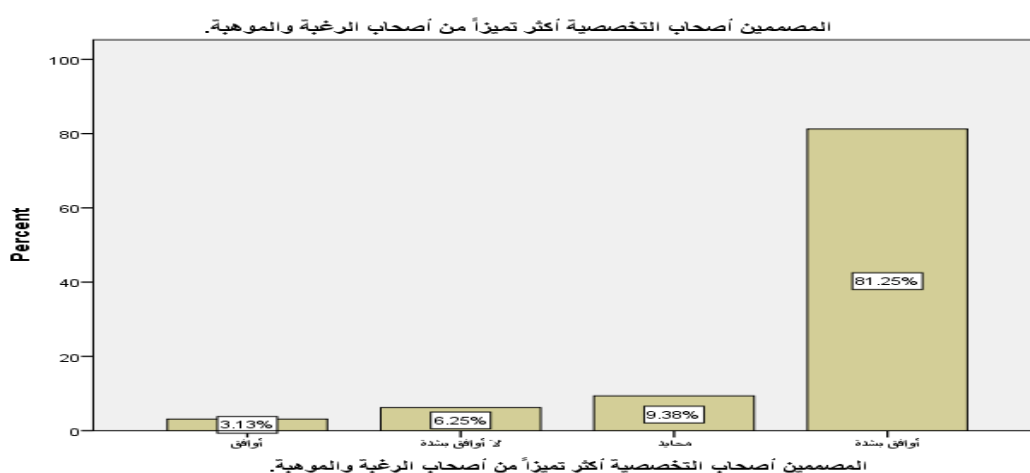 المصممين أصحاب التخصصية أكثر تميزاً من أصحاب الرغبة والموهبة.
Percent
100
80
60
40
20
0
3.13%
6.25%
9.38%
81.25%
أوافق
لا أوافق بشدة
محايد
أوافق بشدة
المصممين أصحاب التخصصية أكثر تميزاً من أصحاب الرغبة والموهبة.